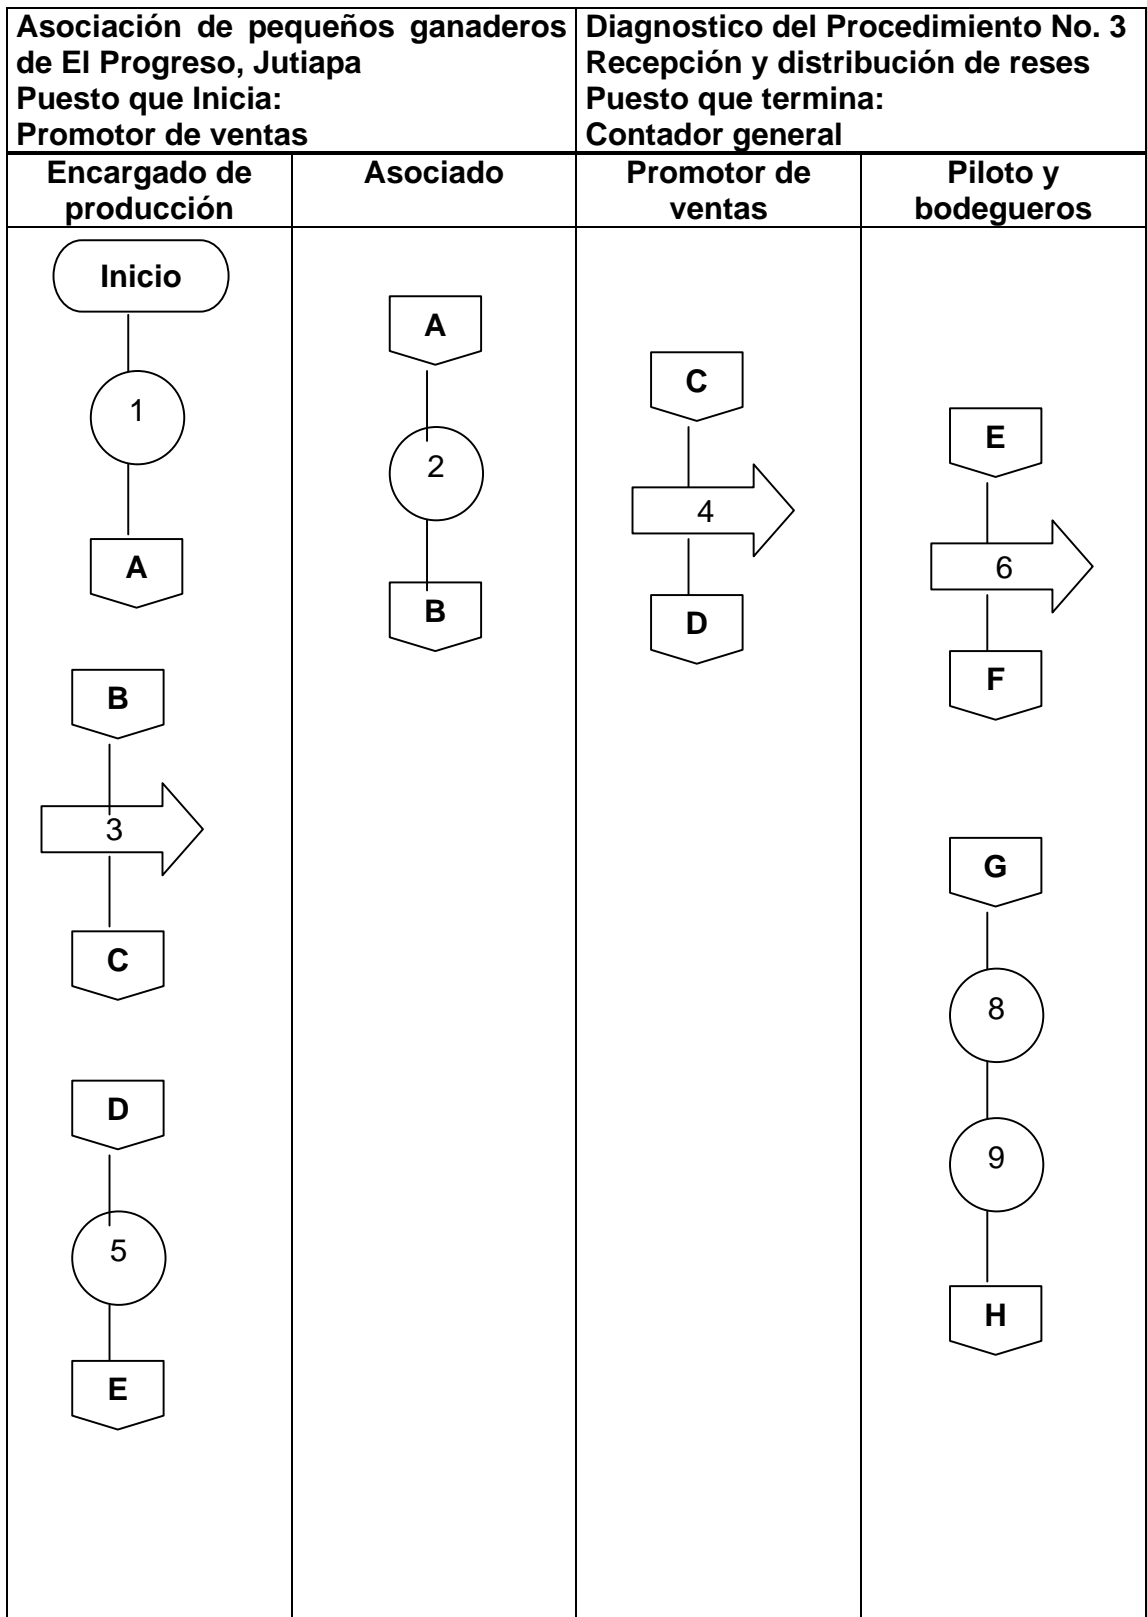 Asociación de pequeños ganaderos
de El Progreso, Jutiapa
Puesto que Inicia:
Promotor de ventas
Diagnostico del Procedimiento No. 3
Recepción y distribución de reses
Puesto que termina:
Contador general
Encargado de
producción
Asociado
Promotor de
ventas
Piloto y
bodegueros
Inicio
1
A
B
3
C
D
5
E
A
2
B
C
4
D
E
6
F
G
8
9
H